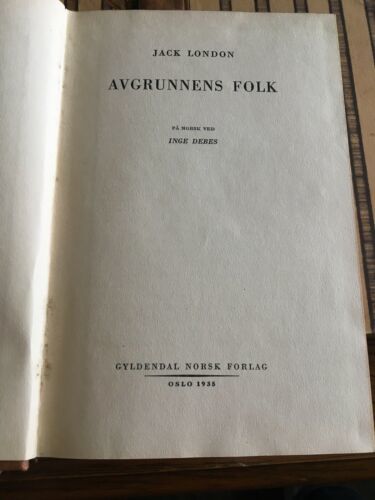 JACK LONDON
AVGRUNNENS FOLK
PÅ NORSK VED
INGE DEBES
GYLDENDAL NORSK FORLAG
OSLO 1935